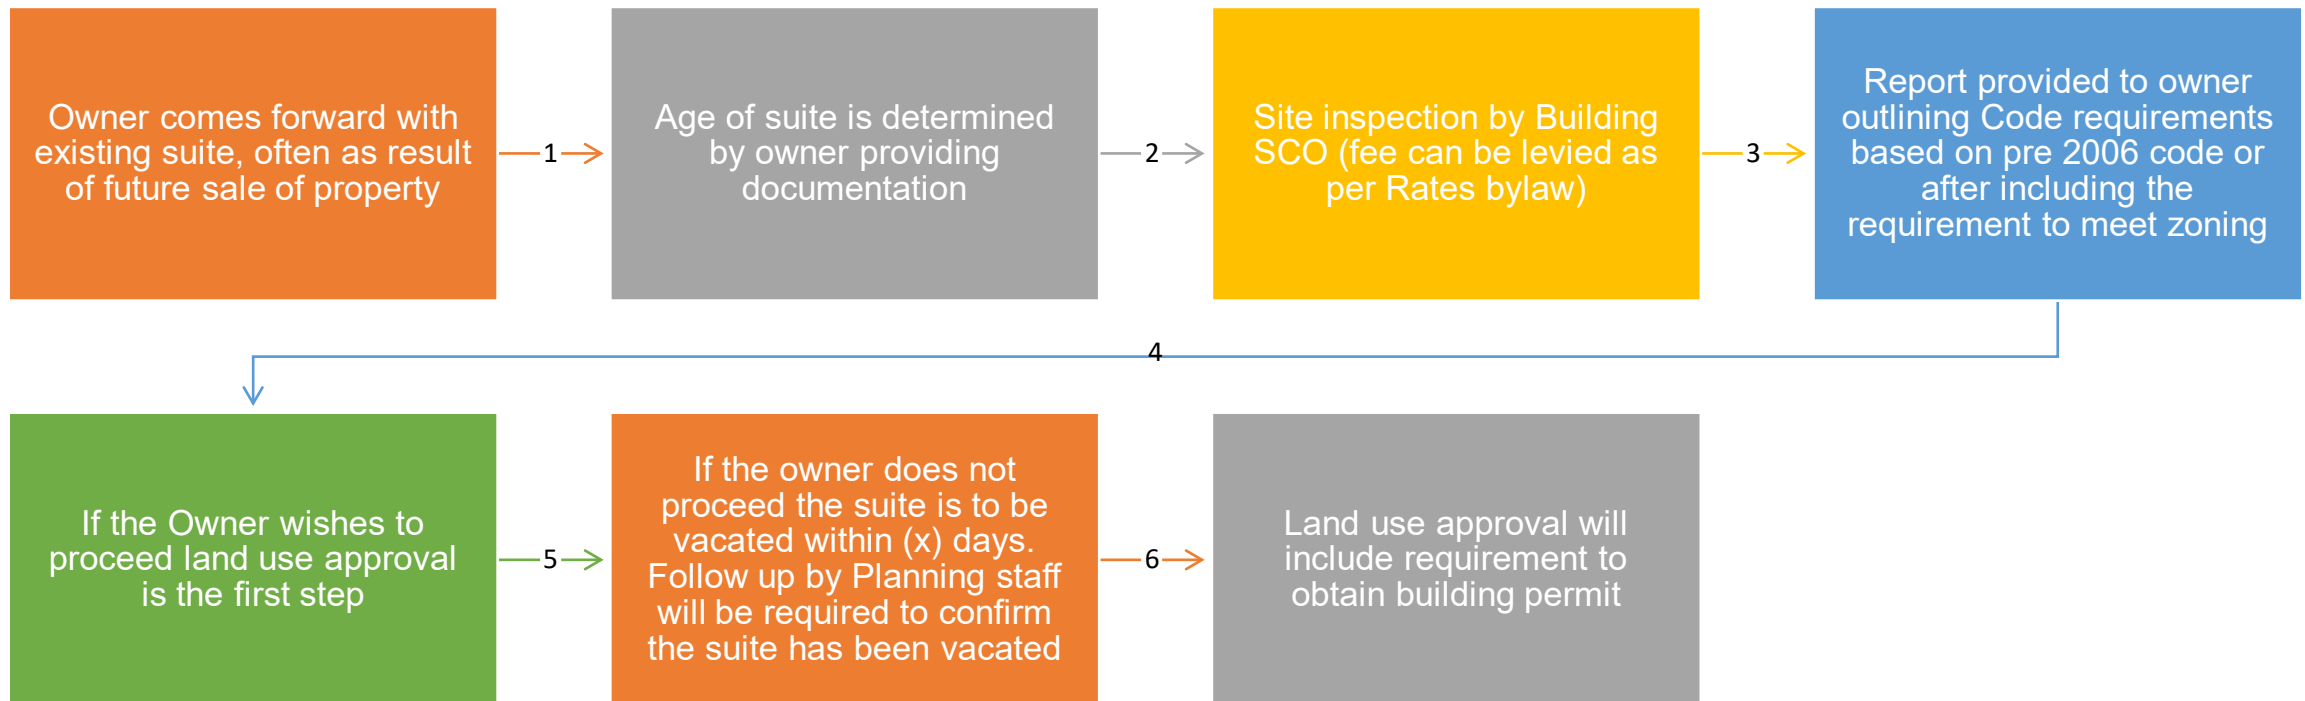 Owner comes forward with
existing suite, often as result
of future sale of property
1
Age of suite is determined
by owner providing
documentation
2
Site inspection by Building
SCO (fee can be levied as
per Rates bylaw)
3
Report provided to owner
outlining Code requirements
based on pre 2006 code or
after including the
requirement to meet zoning
4
If the Owner wishes to
proceed land use approval
is the first step
5
If the owner does not
proceed the suite is to be
vacated within (x) days.
Follow up by Planning staff
will be required to confirm
the suite has been vacated
6
Land use approval will
include requirement to
obtain building permit